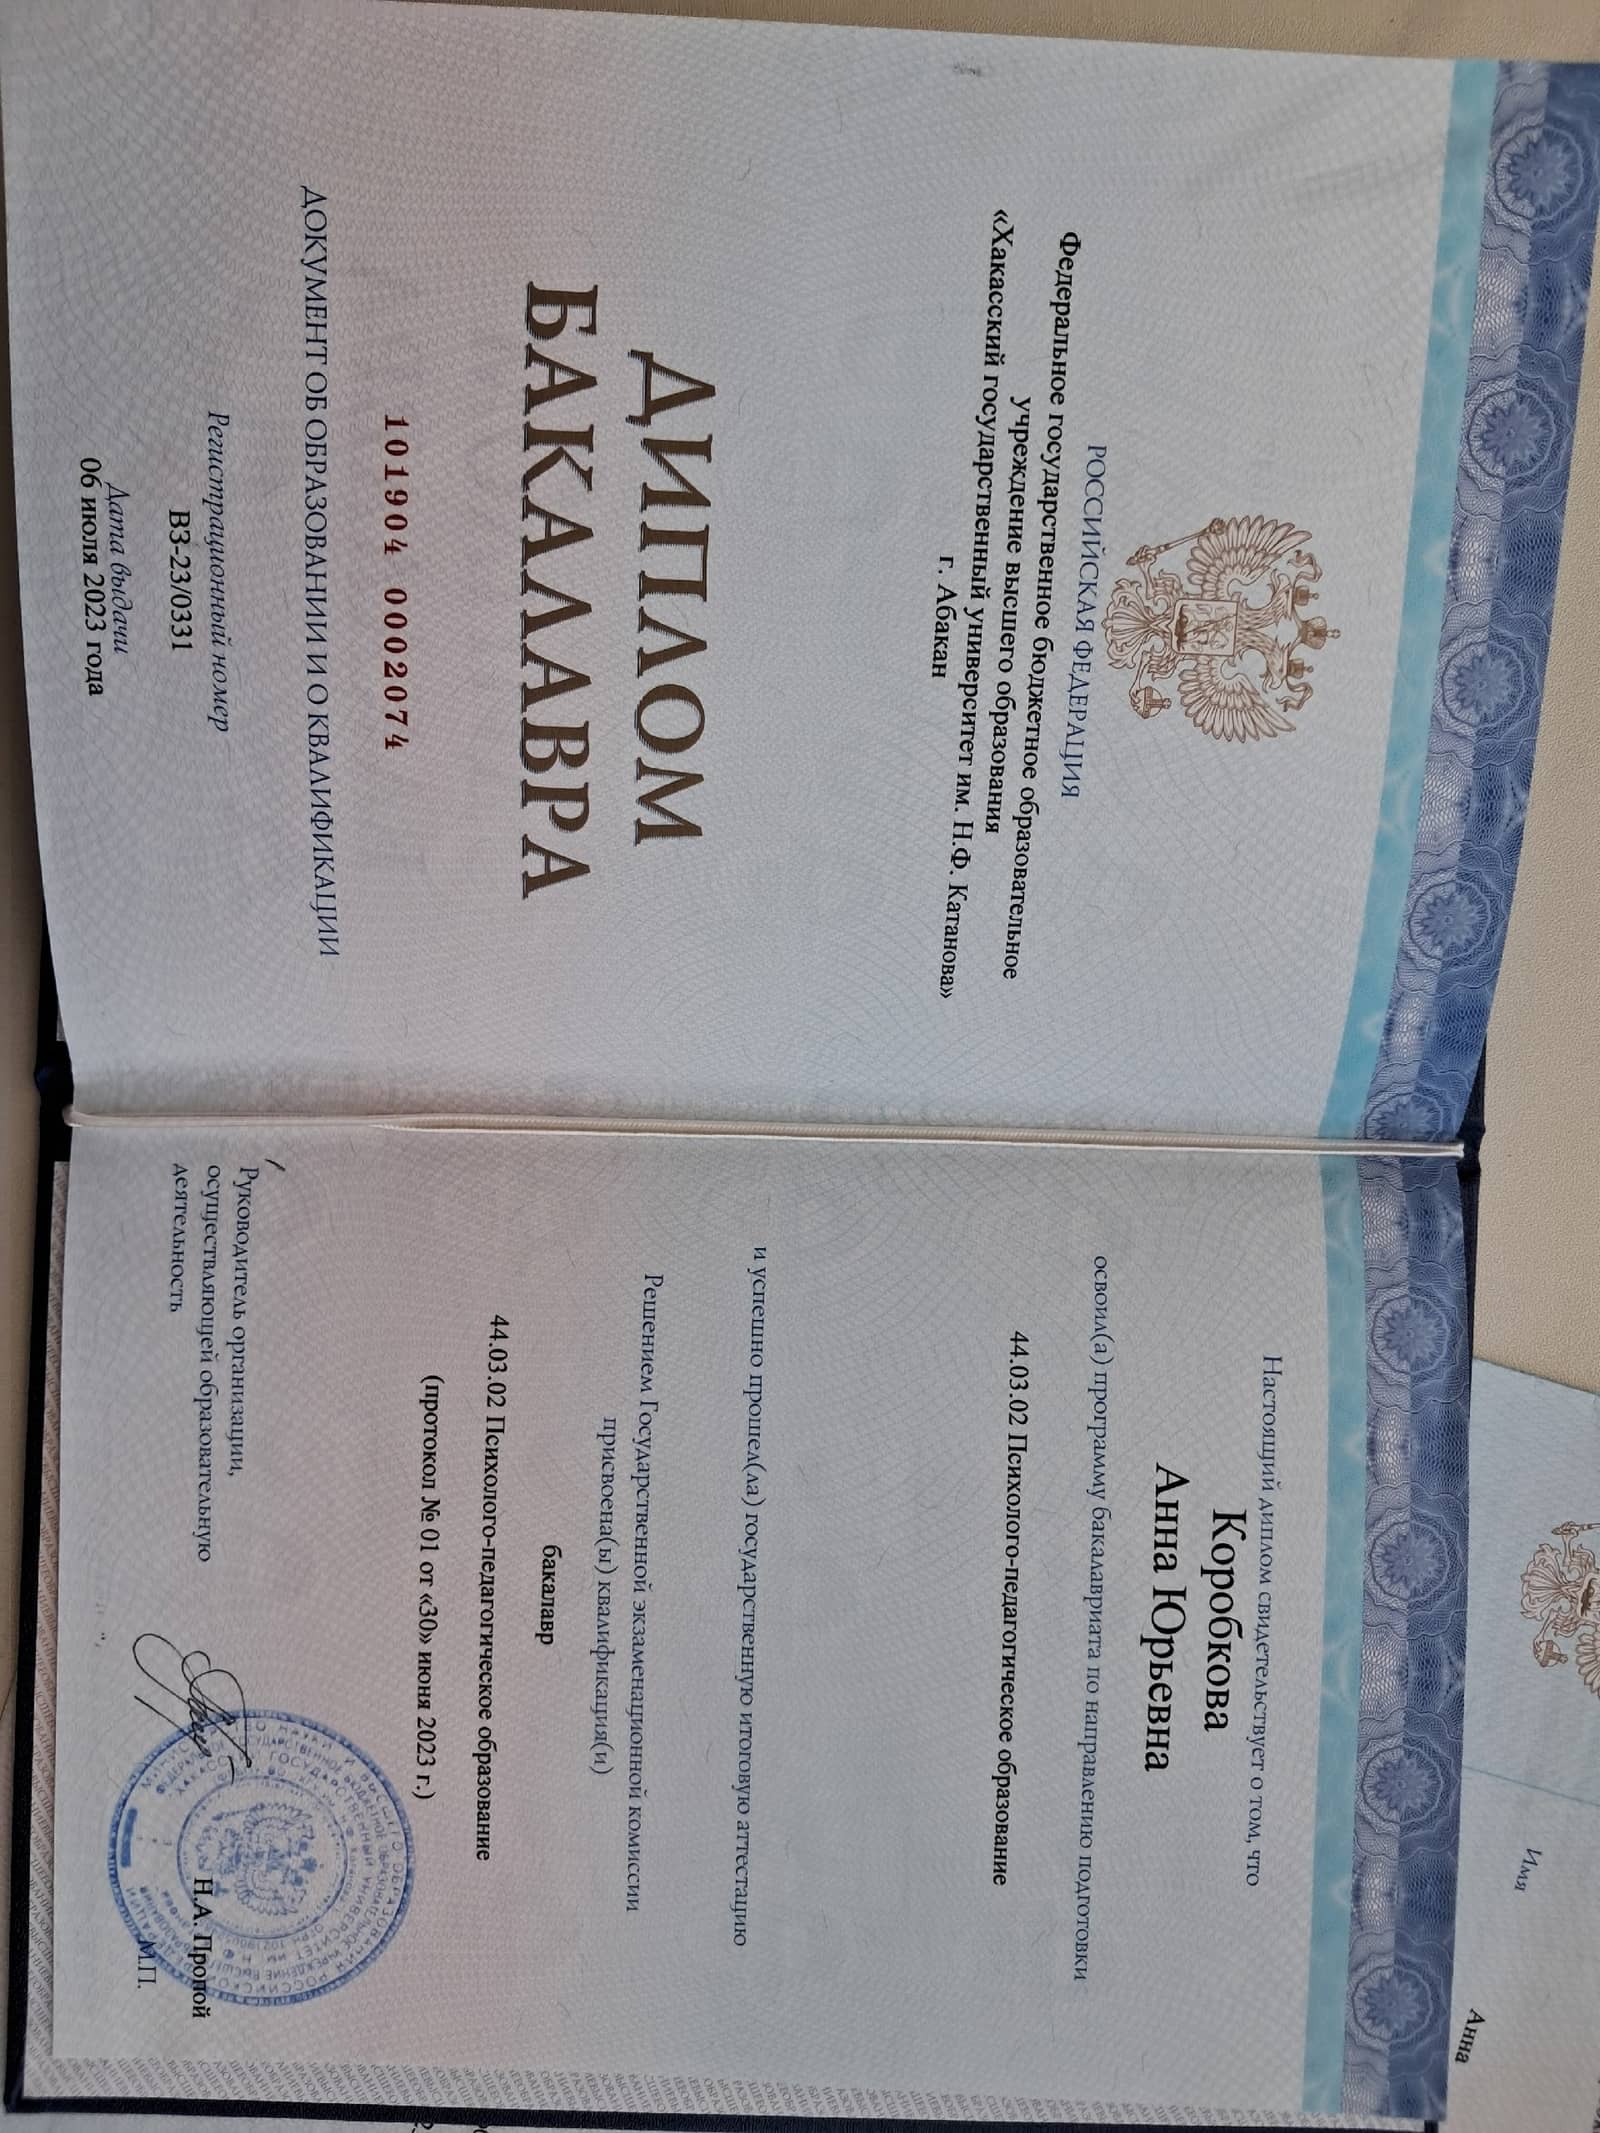 РОССИЙСКАЯ ФЕДЕРАЦИЯ
Федеральное государственное бюджетное образовательное
учреждение высшего образования
«Хакасский государственный университет им. Н.Ф. Катанова»
г. Абакан
ДИПЛОМ
БАКАЛАВРА
101904 0002074
ДОКУМЕНТ ОБ ОБРАЗОВАНИИ И О КВАЛИФИКАЦИИ
Регистрационный номер
ВЗ-23/0331
Дата выдачи
06 июля 2023 года
Настоящий диплом свидетельствует о том, что
Коробкова
Анна Юрьевна
освоил(а) программу бакалавриата по направлению подготовки
44.03.02 Психолого-педагогическое образование
и успешно прошел(ла) государственную итоговую аттестацию
Решением Государственной экзаменационной комиссии
присвоена(ы) квалификация(и)
бакалавр
44.03.02 Психолого-педагогическое образование
(протокол № 01 от «30» июня 2023 г.)
Руководитель организации,
осуществляющей образовательную
деятельность
Н.А. Пропой
М.П.
Имя
Анна